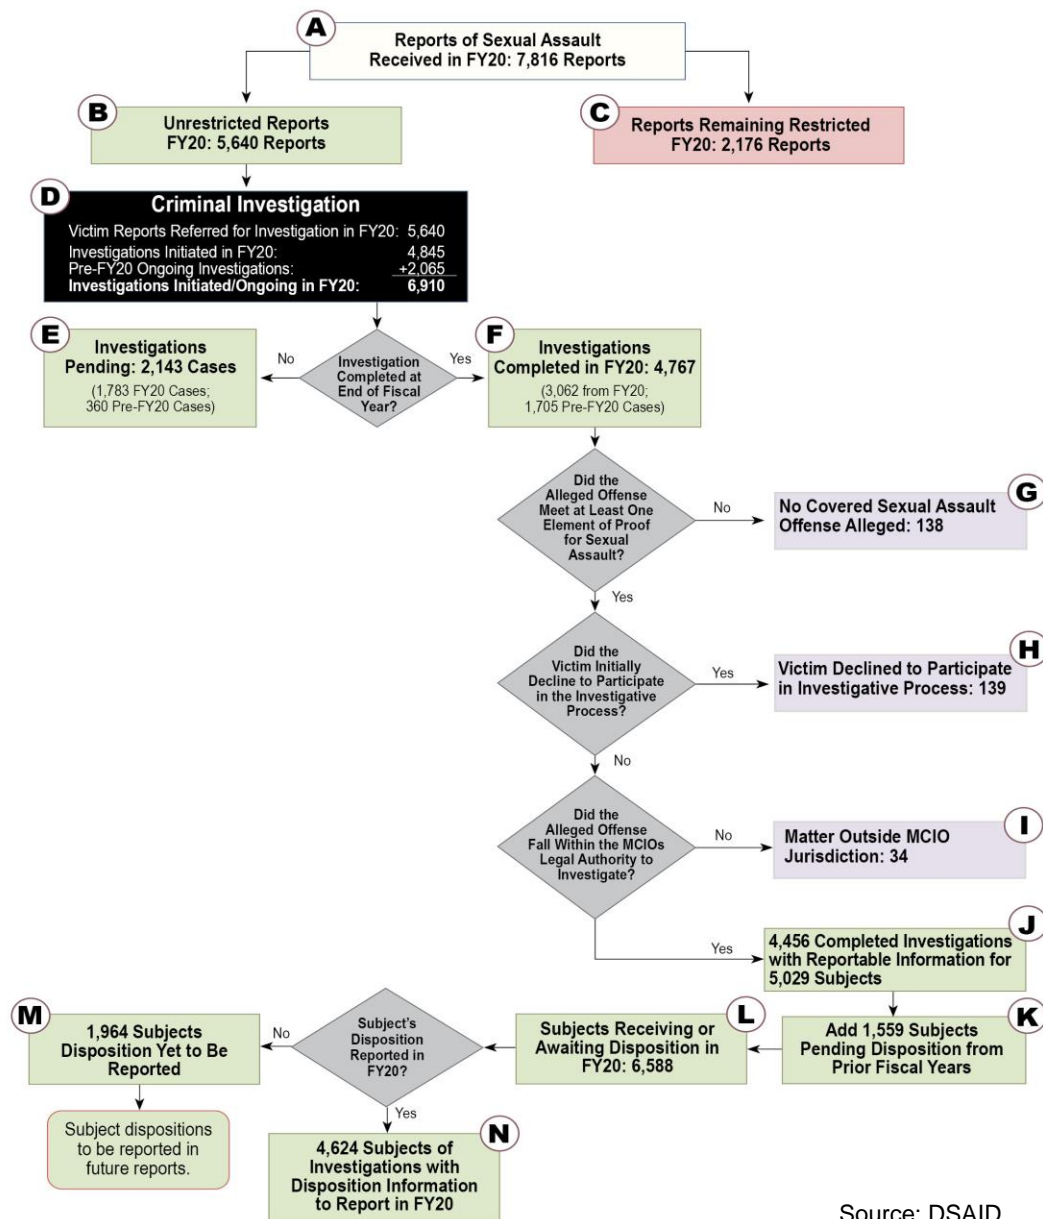 A
Reports of Sexual Assault
Received in FY20: 7,816 Reports
B
Unrestricted Reports
FY20: 5,640 Reports
C
Reports Remaining Restricted
FY20: 2,176 Reports
D
Criminal Investigation
Victim Reports Referred for Investigation in FY20: 5,640
Investigations Initiated in FY20: 4,845
Pre-FY20 Ongoing Investigations: +2,065
Investigations Initiated/Ongoing in FY20: 6,910
E
Investigations
Pending: 2,143 Cases
(1,783 FY20 Cases;
360 Pre-FY20 Cases)
No
Investigation
Completed at
End of Fiscal
Year?
Yes
F
Investigations
Completed in FY20: 4,767
(3,062 from FY20;
1,705 Pre-FY20 Cases)
Did the
Alleged Offense
Meet at Least One
Element of Proof
for Sexual
Assault?
No
G
No Covered Sexual Assault
Offense Alleged: 138
Yes
Did the
Victim Initially
Decline to Participate
in the Investigative
Process?
Yes
H
Victim Declined to Participate
in Investigative Process: 139
No
Did the
Alleged Offense
Fall Within the MCIOs
Legal Authority to
Investigate?
No
I
Matter Outside MCIO
Jurisdiction: 34
Yes
J
4,456 Completed Investigations
with Reportable Information for
5,029 Subjects
K
Add 1,559 Subjects
Pending Disposition from
Prior Fiscal Years
L
Subjects Receiving or
Awaiting Disposition in
FY20: 6,588
Subject's
Disposition
Reported in
FY20?
No
M
1,964 Subjects
Disposition Yet to Be
Reported
Subject dispositions
to be reported in
future reports.
Yes
N
4,624 Subjects of
Investigations with
Disposition Information
to Report in FY20
Source: DSAID